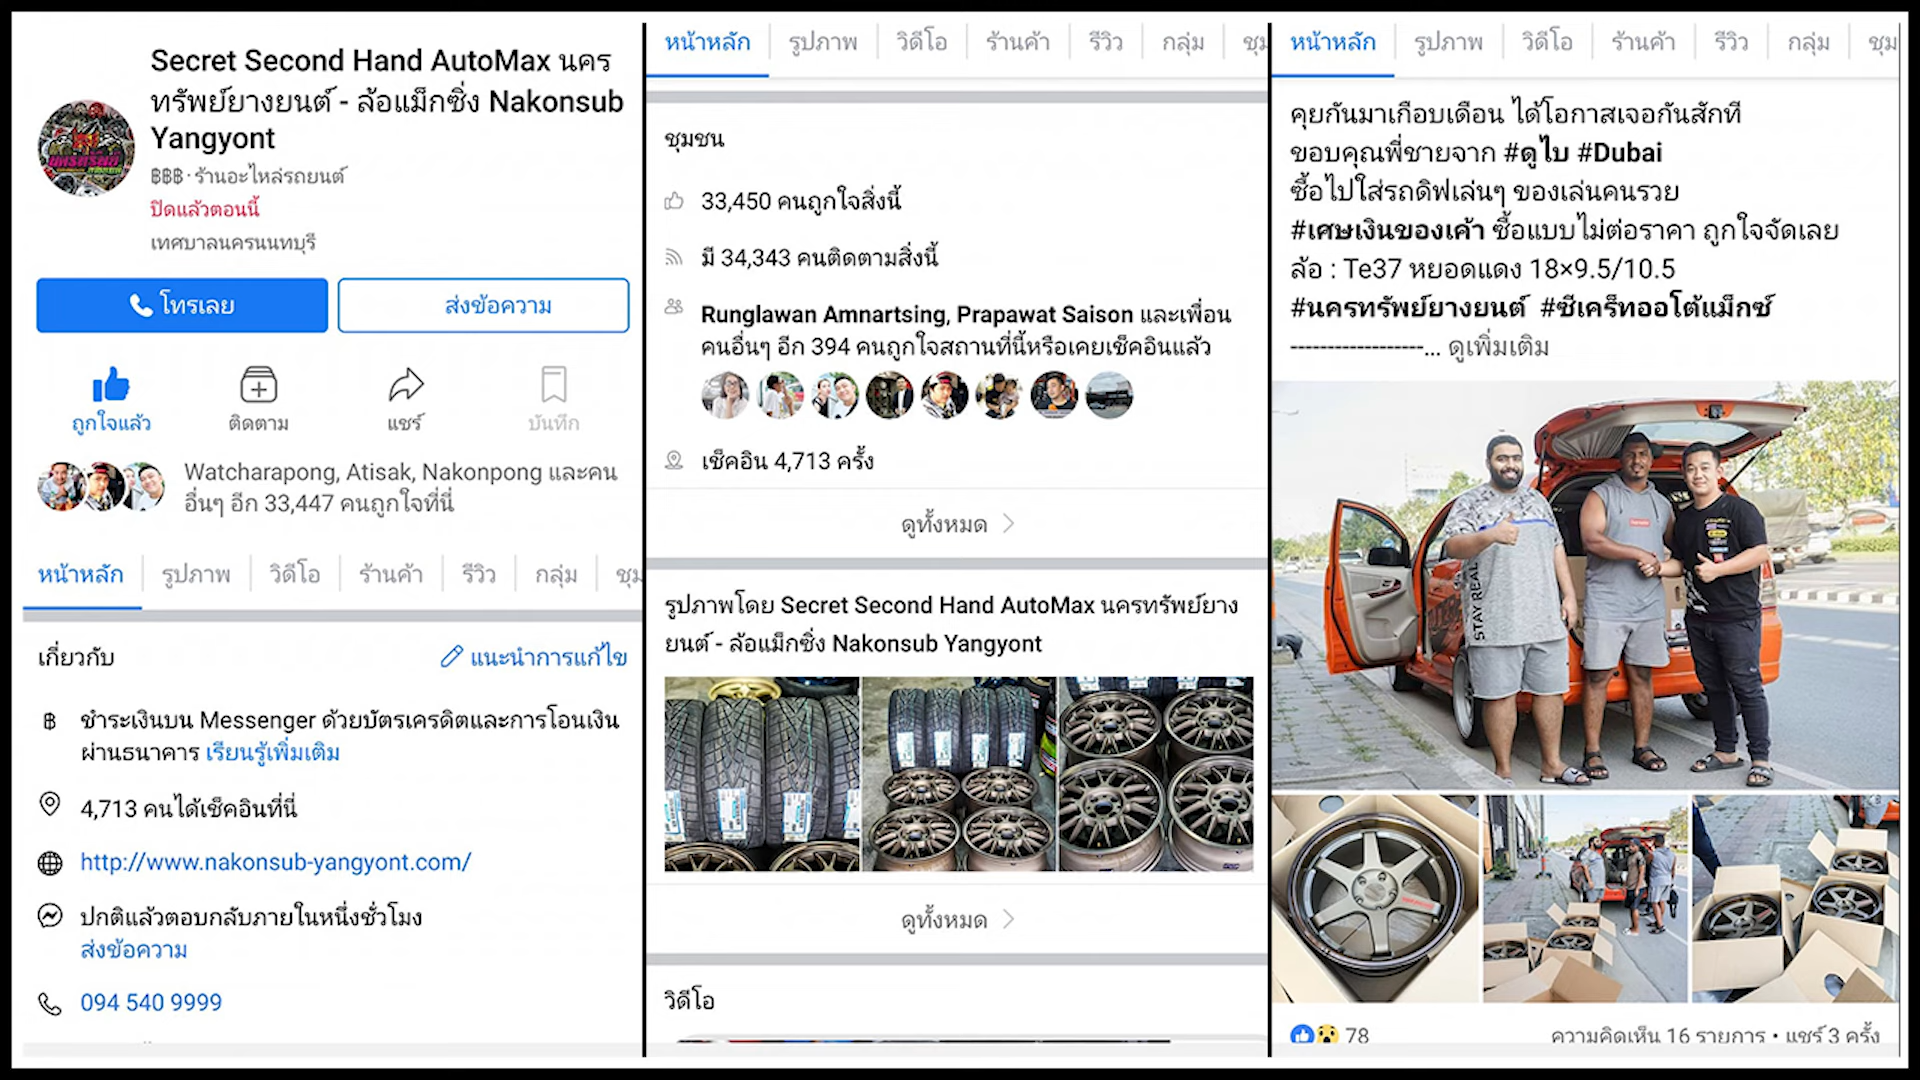 Secret Second Hand AutoMax นคร
ทรัพย์ยางยนต์ - ล้อแม็กซิ่ง Nakonsub
Yangyont
฿฿฿ · ร้านอะไหล่รถยนต์
ปิดแล้วตอนนี้
เทศบาลนครนนทบุรี
โทรเลย
ส่งข้อความ
ถูกใจแล้ว
ติดตาม
แชร์
บันทึก
Watcharapong, Atisak, Nakonpong และคน
อื่นๆ อีก 33,447 คนถูกใจที่นี่
หน้าหลัก รูปภาพ วิดีโอ ร้านค้า รีวิว กลุ่ม ชุม
เกี่ยวกับ
แนะนำการแก้ไข
฿ ชำระเงินบน Messenger ด้วยบัตรเครดิตและการโอนเงิน
ผ่านธนาคาร เรียนรู้เพิ่มเติม
4,713 คนได้เช็คอินที่นี่
http://www.nakonsub-yangyont.com/
ปกติแล้วตอบกลับภายในหนึ่งชั่วโมง
ส่งข้อความ
094 540 9999
หน้าหลัก รูปภาพ วิดีโอ ร้านค้า รีวิว กลุ่ม ชุ
ชุมชน
33,450 คนถูกใจสิ่งนี้
มี 34,343 คนติดตามสิ่งนี้
Runglawan Amnartsing, Prapawat Saison และเพื่อน
คนอื่นๆ อีก 394 คนถูกใจสถานที่นี้หรือเคยเช็คอินแล้ว
เช็คอิน 4,713 ครั้ง
ดูทั้งหมด
รูปภาพโดย Secret Second Hand AutoMax นครทรัพย์ยาง
ยนต์ - ล้อแม็กซิ่ง Nakonsub Yangyont
ดูทั้งหมด
วิดีโอ
หน้าหลัก รูปภาพ วิดีโอ ร้านค้า รีวิว กลุ่ม ชุม
คุยกันมาเกือบเดือน ได้โอกาสเจอกันสักที
ขอบคุณพี่ชายจาก #ดูไบ #Dubai
ซื้อไปใส่รถดิฟเล่นๆ ของเล่นคนรวย
#เศษเงินของเค้า ซื้อแบบไม่ต่อราคา ถูกใจจัดเลย
ล้อ : Te37 หยอดแดง 18×9.5/10.5
#นครทรัพย์ยางยนต์ #ซีเคร็ทออโต้แม็กซ์
------------------... ดูเพิ่มเติม
STAY REAL
78
ความคิดเห็น 16 รายการ • แชร์ 3 ครั้ง